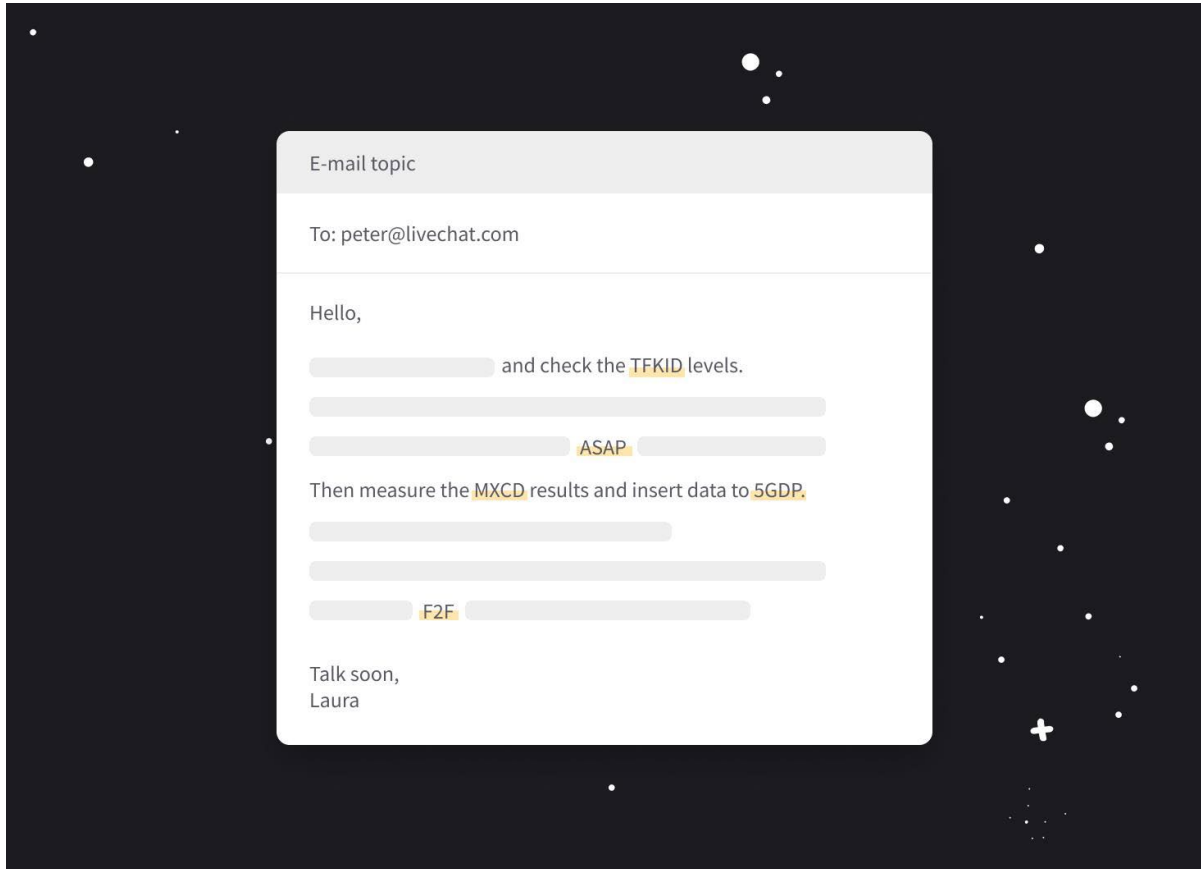 E-mail topic
To: peter@livechat.com
Hello,
and check the TFKID levels.
ASAP
Then measure the MXCD results and insert data to 5GDP.
F2F
Talk soon,
Laura